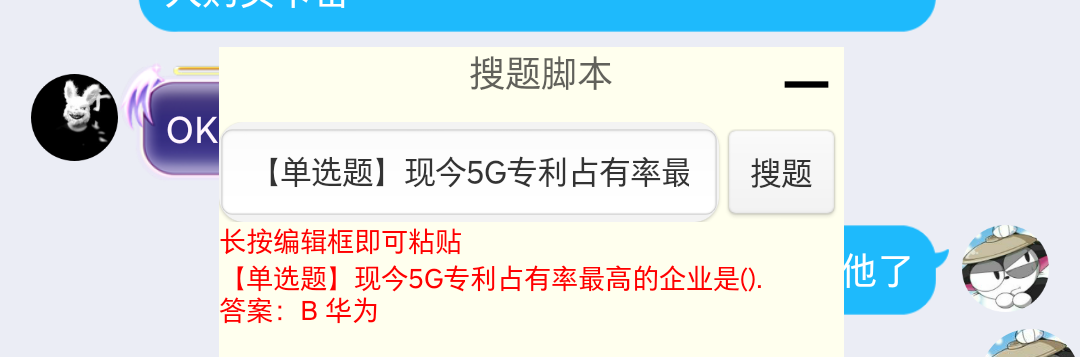 搜题脚本
OK
【单选题】现今5G专利占有率最
搜题
长按编辑框即可粘贴
【单选题】现今5G专利占有率最高的企业是().
他了
答案：B 华为